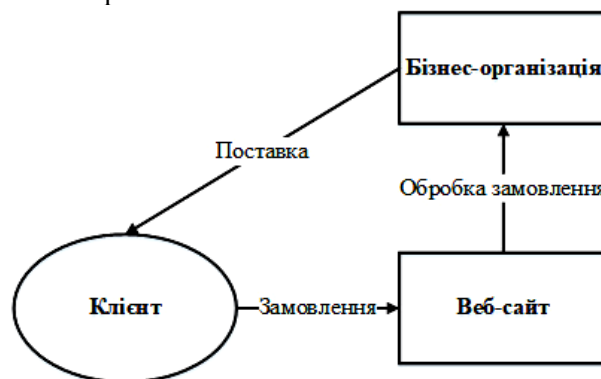 Бізнес-організація
Поставка
Обробка замовлення
Клієнт
Замовлення
Веб-сайт